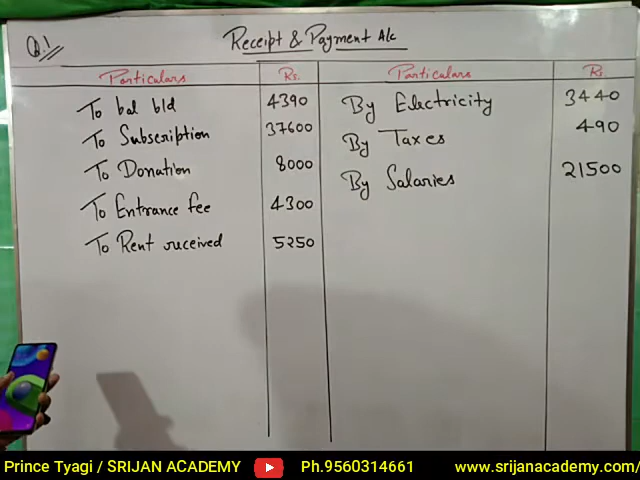 Q.1
Receipt & Payment A/c
Particulars Rs. Particulars Rs.
To bal b/d 4390 By Electricity 3440
To Subscription 37600 By Taxes 490
To Donation 8000 By Salaries 21500
To Entrance fee 4300
To Rent received 5250
Prince Tyagi / SRIJAN ACADEMY Ph.9560314661 www.srijanacademy.com/